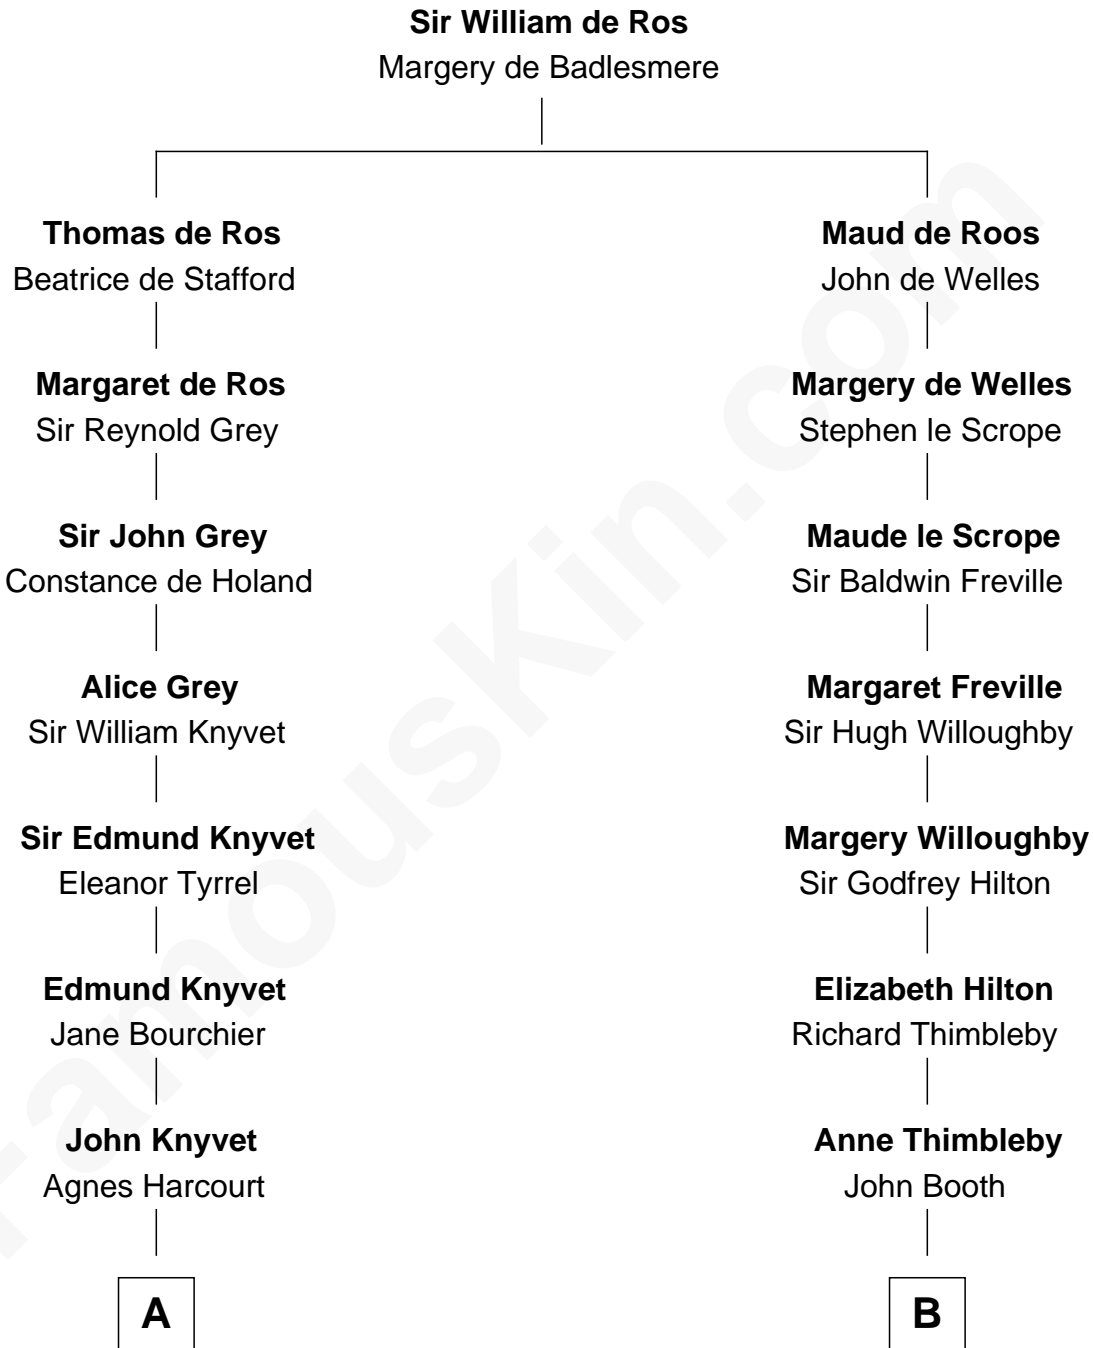 Sir William de Ros
Margery de Badlesmere
Thomas de Ros
Beatrice de Stafford
Maud de Roos
John de Welles
Margaret de Ros
Sir Reynold Grey
Margery de Welles
Stephen le Scrope
Sir John Grey
Constance de Holand
Maude le Scrope
Sir Baldwin Freville
Alice Grey
Sir William Knyvet
Margaret Freville
Sir Hugh Willoughby
Sir Edmund Knyvet
Eleanor Tyrrel
Margery Willoughby
Sir Godfrey Hilton
Edmund Knyvet
Jane Bourchier
Elizabeth Hilton
Richard Thimbleby
John Knyvet
Agnes Harcourt
Anne Thimbleby
John Booth
A
B
FamousKin.com